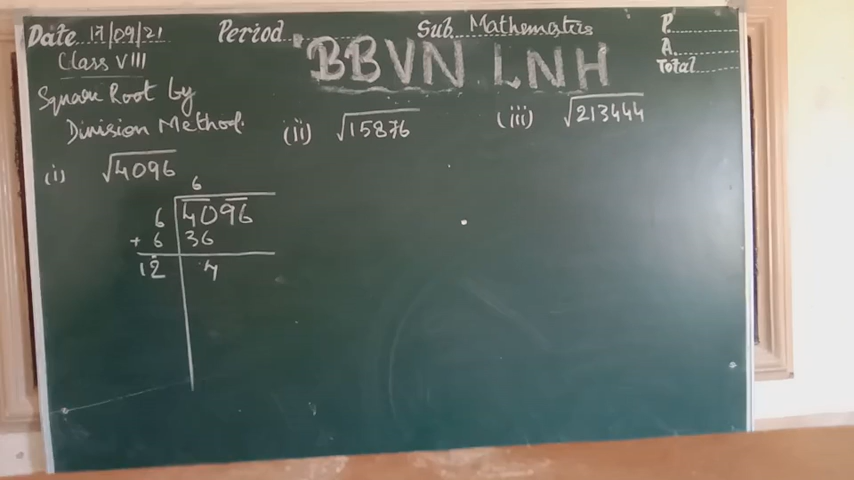 Date 17/09/21 Period Sub. Mathematics P.
Class VIII BBVN LNH A.
Total
Square Root by
Division Method.
(i) √4096
(ii) √15876
(iii) √213444
6
6 4096
+ 6 36
12 4